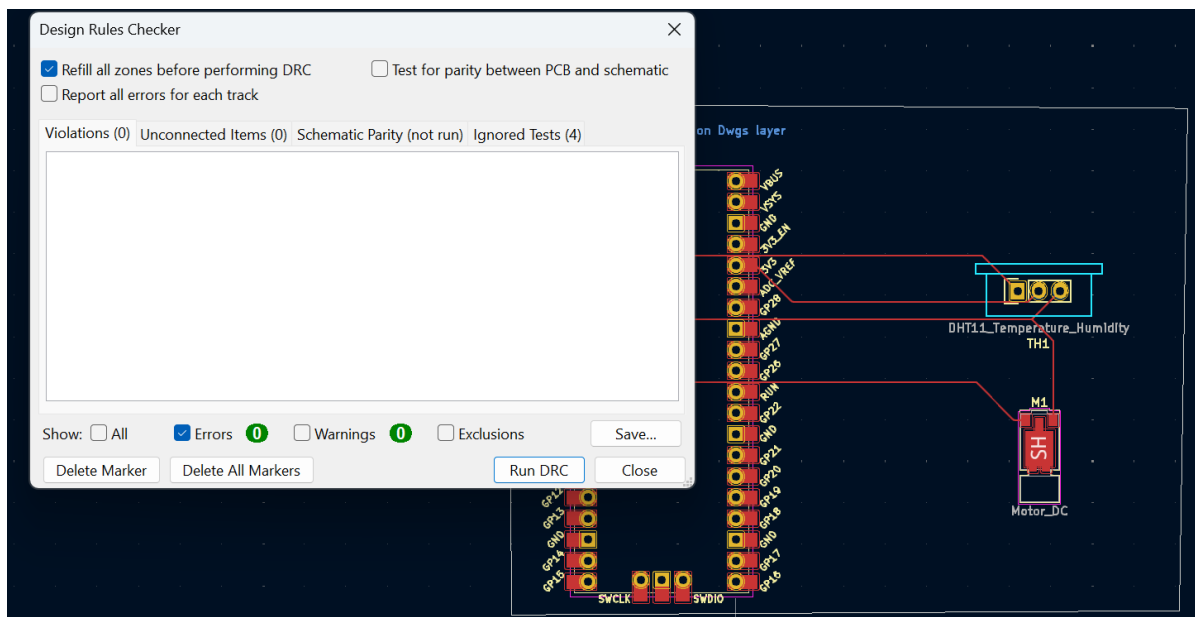 Design Rules Checker
Refill all zones before performing DRC
Test for parity between PCB and schematic
Report all errors for each track
Violations (0)
Unconnected Items (0)
Schematic Parity (not run)
Ignored Tests (4)
Show:
All
Errors
0
Warnings
0
Exclusions
Save...
Delete Marker
Delete All Markers
Run DRC
Close
on Dwgs layer
VBUS
VSYS
GND
3V3_EN
3V3
ADC_VREF
GP28
AGND
GP27
GP26
RUN
GP22
GND
GP21
GP20
GP19
GP18
GND
GP17
GP16
GP12
GP13
GND
GP14
GP15
SWCLK
SWDIO
DHT11_Temperature_Humidity
TH1
M1
SH
Motor_DC